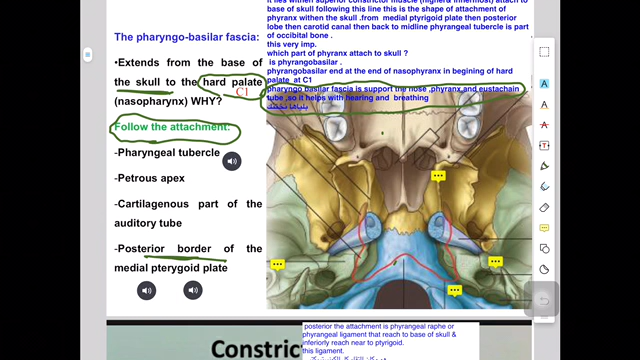 it lies withen superior constrictor muscle (higher& innermost) attach to
base of skull following this line this is the shape of attachment of
phyranx withen the skull .from medial ptyrigoid plate then posterior
lobe then carotid canal then back to midline phyrangeal tubercle is part
of occibital bone .
this very imp.
which part of phyranx attach to skull ?
is phyrangobasilar .
phyrangobasilar end at the end of nasophyranx in begining of hard
palate at C1
pharyngo basilar fascia is support the nose .phyranx and eustachain
tube ,so it helps with hearing and breathing
The pharyngo-basilar fascia:
•Extends from the base of
the skull to the hard palate
C1
(nasopharynx) WHY?
Follow the attachment:
-Pharyngeal tubercle
-Petrous apex
-Cartilagenous part of the
auditory tube
-Posterior border of the
medial pterygoid plate
posterior the attachment is phyrangeal raphe or
phyrangeal ligament that reach to base of skull &
inferiorly reach near to ptyrigoid.
this ligament.
Constric